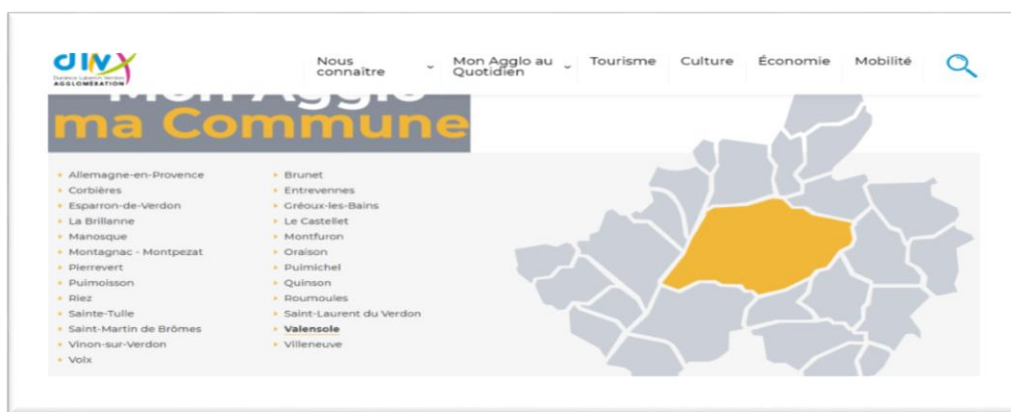 dlv
Durance Luberon Verdon
AGGLOMÉRATION
Nous
connaître
Mon Agglo au
Quotidien
Tourisme
Culture
Économie
Mobilité
Mon Agglo
ma Commune
Allemagne-en-Provence
Corbières
Esparron-de-Verdon
La Brillanne
Manosque
Montagnac - Montpezat
Pierrevert
Puimoisson
Riez
Sainte-Tulle
Saint-Martin de Brômes
Vinon-sur-Verdon
Volx
Brunet
Entrevennes
Gréoux-les-Bains
Le Castellet
Montfuron
Oraison
Puimichel
Quinson
Roumoules
Saint-Laurent du Verdon
Valensole
Villeneuve